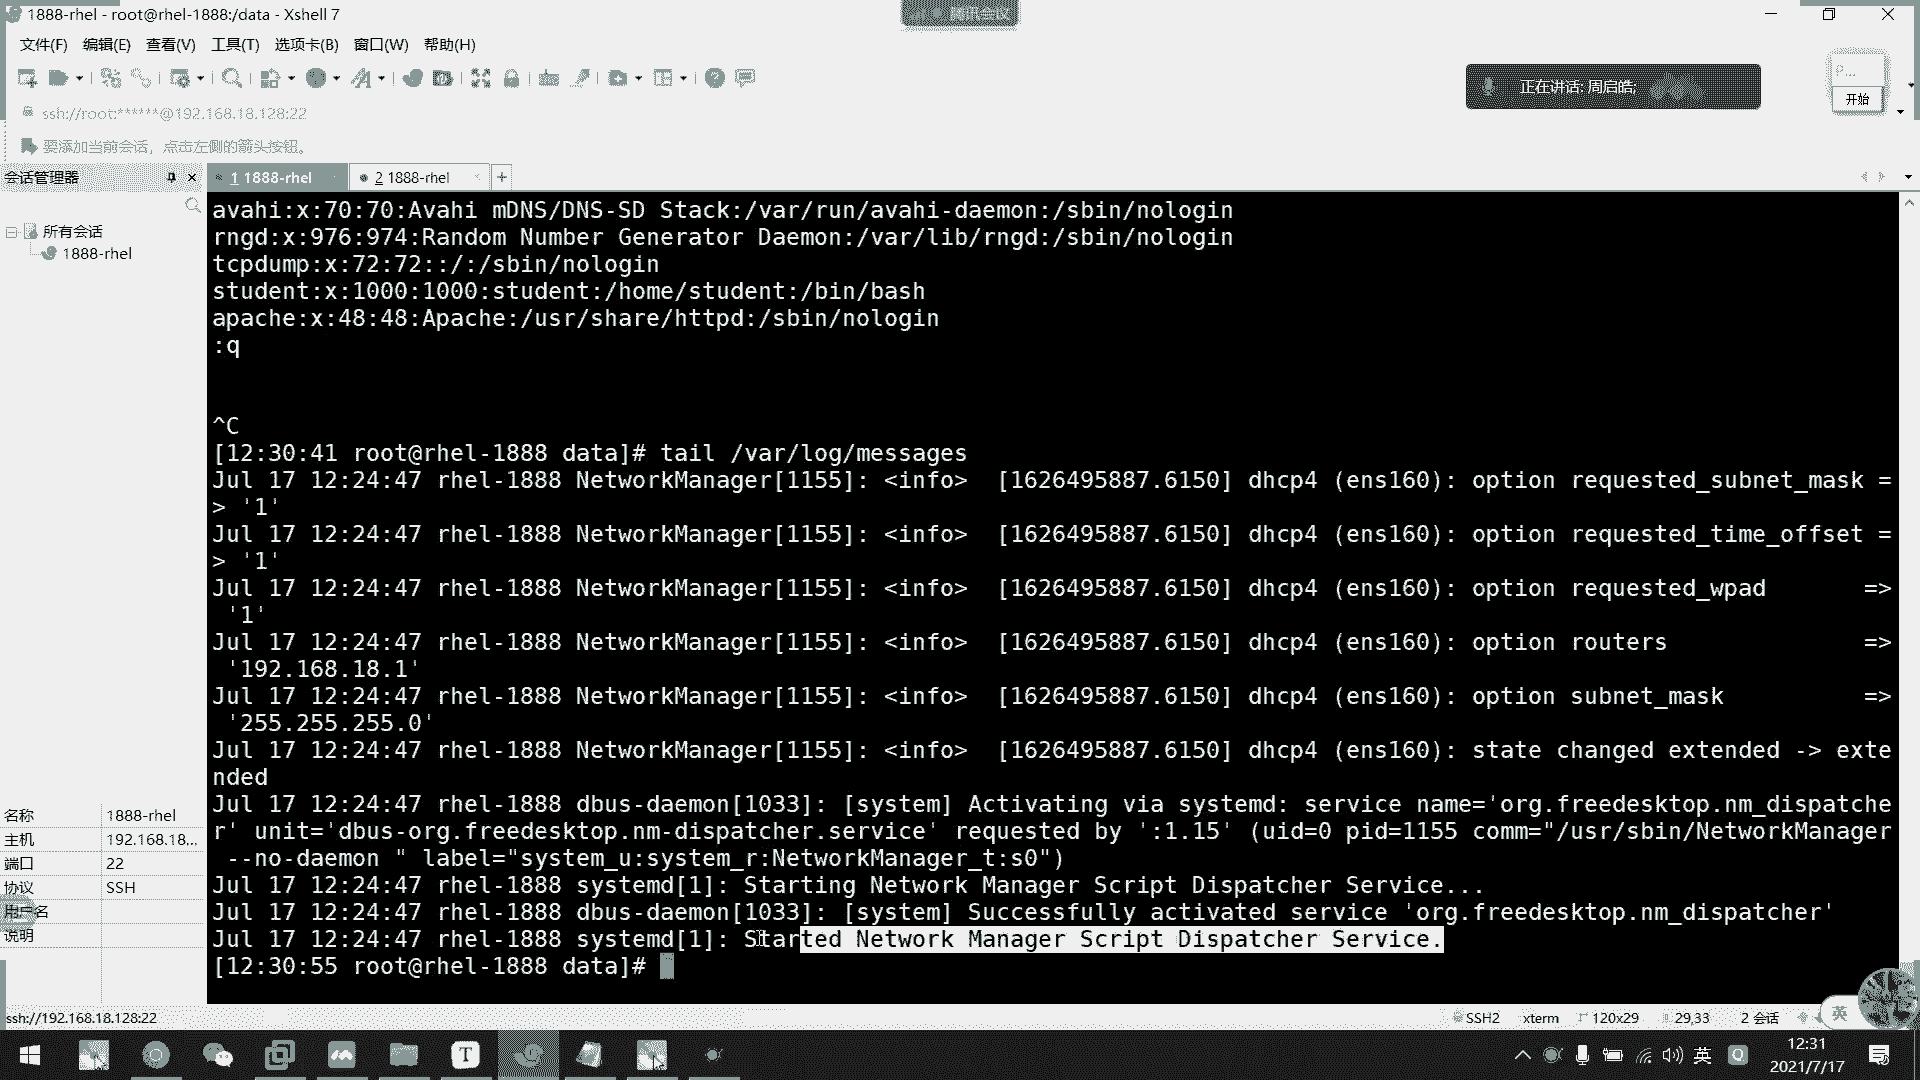 1888-rhel - root@rhel-1888:/data - Xshell 7
腾讯会议
文件(F) 编辑(E) 查看(V) 工具(T) 选项卡(B) 窗口(W) 帮助(H)
正在讲话: 周启皓;
P...
开始
ssh://root:******@192.168.18.128:22
要添加当前会话，点击左侧的箭头按钮。
会话管理器
1 1888-rhel
2 1888-rhel
所有会话
1888-rhel
avahi:x:70:70:Avahi mDNS/DNS-SD Stack:/var/run/avahi-daemon:/sbin/nologin
rngd:x:976:974:Random Number Generator Daemon:/var/lib/rngd:/sbin/nologin
tcpdump:x:72:72::/:/sbin/nologin
student:x:1000:1000:student:/home/student:/bin/bash
apache:x:48:48:Apache:/usr/share/httpd:/sbin/nologin
:q
^C
[12:30:41 root@rhel-1888 data]# tail /var/log/messages
Jul 17 12:24:47 rhel-1888 NetworkManager[1155]: <info>  [1626495887.6150] dhcp4 (ens160): option requested_subnet_mask =
> '1'
Jul 17 12:24:47 rhel-1888 NetworkManager[1155]: <info>  [1626495887.6150] dhcp4 (ens160): option requested_time_offset =
> '1'
Jul 17 12:24:47 rhel-1888 NetworkManager[1155]: <info>  [1626495887.6150] dhcp4 (ens160): option requested_wpad       =>
'1'
Jul 17 12:24:47 rhel-1888 NetworkManager[1155]: <info>  [1626495887.6150] dhcp4 (ens160): option routers              =>
'192.168.18.1'
Jul 17 12:24:47 rhel-1888 NetworkManager[1155]: <info>  [1626495887.6150] dhcp4 (ens160): option subnet_mask          =>
'255.255.255.0'
Jul 17 12:24:47 rhel-1888 NetworkManager[1155]: <info>  [1626495887.6150] dhcp4 (ens160): state changed extended -> exte
nded
Jul 17 12:24:47 rhel-1888 dbus-daemon[1033]: [system] Activating via systemd: service name='org.freedesktop.nm_dispatche
r' unit='dbus-org.freedesktop.nm-dispatcher.service' requested by ':1.15' (uid=0 pid=1155 comm="/usr/sbin/NetworkManager
--no-daemon " label="system_u:system_r:NetworkManager_t:s0")
Jul 17 12:24:47 rhel-1888 systemd[1]: Starting Network Manager Script Dispatcher Service...
Jul 17 12:24:47 rhel-1888 dbus-daemon[1033]: [system] Successfully activated service 'org.freedesktop.nm_dispatcher'
Jul 17 12:24:47 rhel-1888 systemd[1]: Started Network Manager Script Dispatcher Service.
[12:30:55 root@rhel-1888 data]#
名称 1888-rhel
主机 192.168.18...
端口 22
协议 SSH
用户名
说明
ssh://192.168.18.128:22
SSH2 xterm 120x29 29,33 2 会话
英
英
12:31
2021/7/17